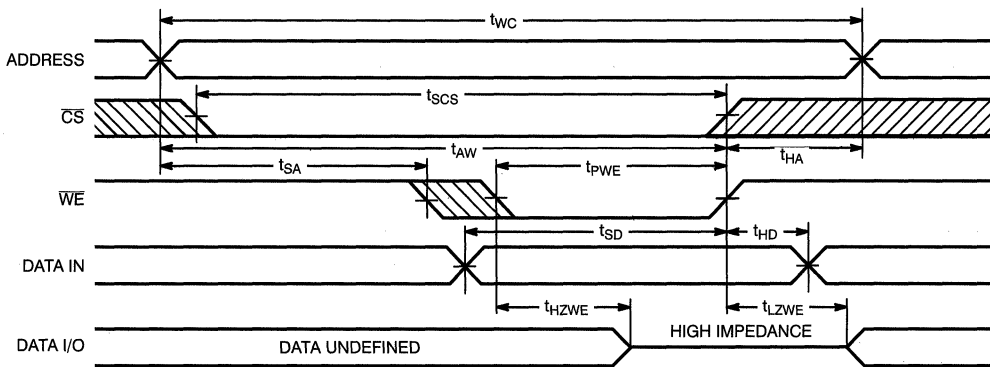 tWC
ADDRESS
tSCS
CS
tAW
tHA
tSA
tPWE
WE
tSD
tHD
DATA IN
tHZWE
tLZWE
HIGH IMPEDANCE
DATA I/O
DATA UNDEFINED